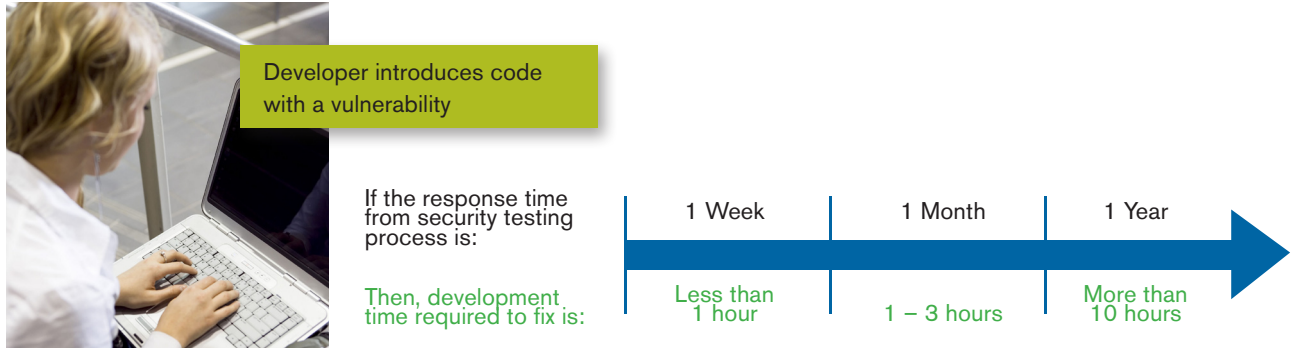 Developer introduces code
with a vulnerability
If the response time
from security testing
process is:
1 Week
1 Month
1 Year
Then, development
time required to fix is:
Less than
1 hour
1 – 3 hours
More than
10 hours